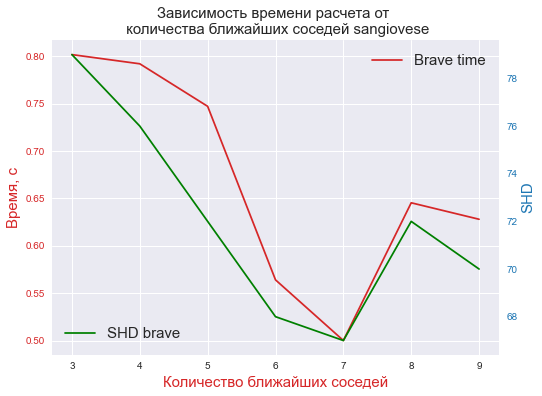 Зависимость времени расчета от
количества ближайших соседей sangiovese
Brave time
0.80
0.75
0.70
0.65
0.60
0.55
0.50
Время, с
78
76
74
72
70
68
SHD
SHD brave
3 4 5 6 7 8 9
Количество ближайших соседей